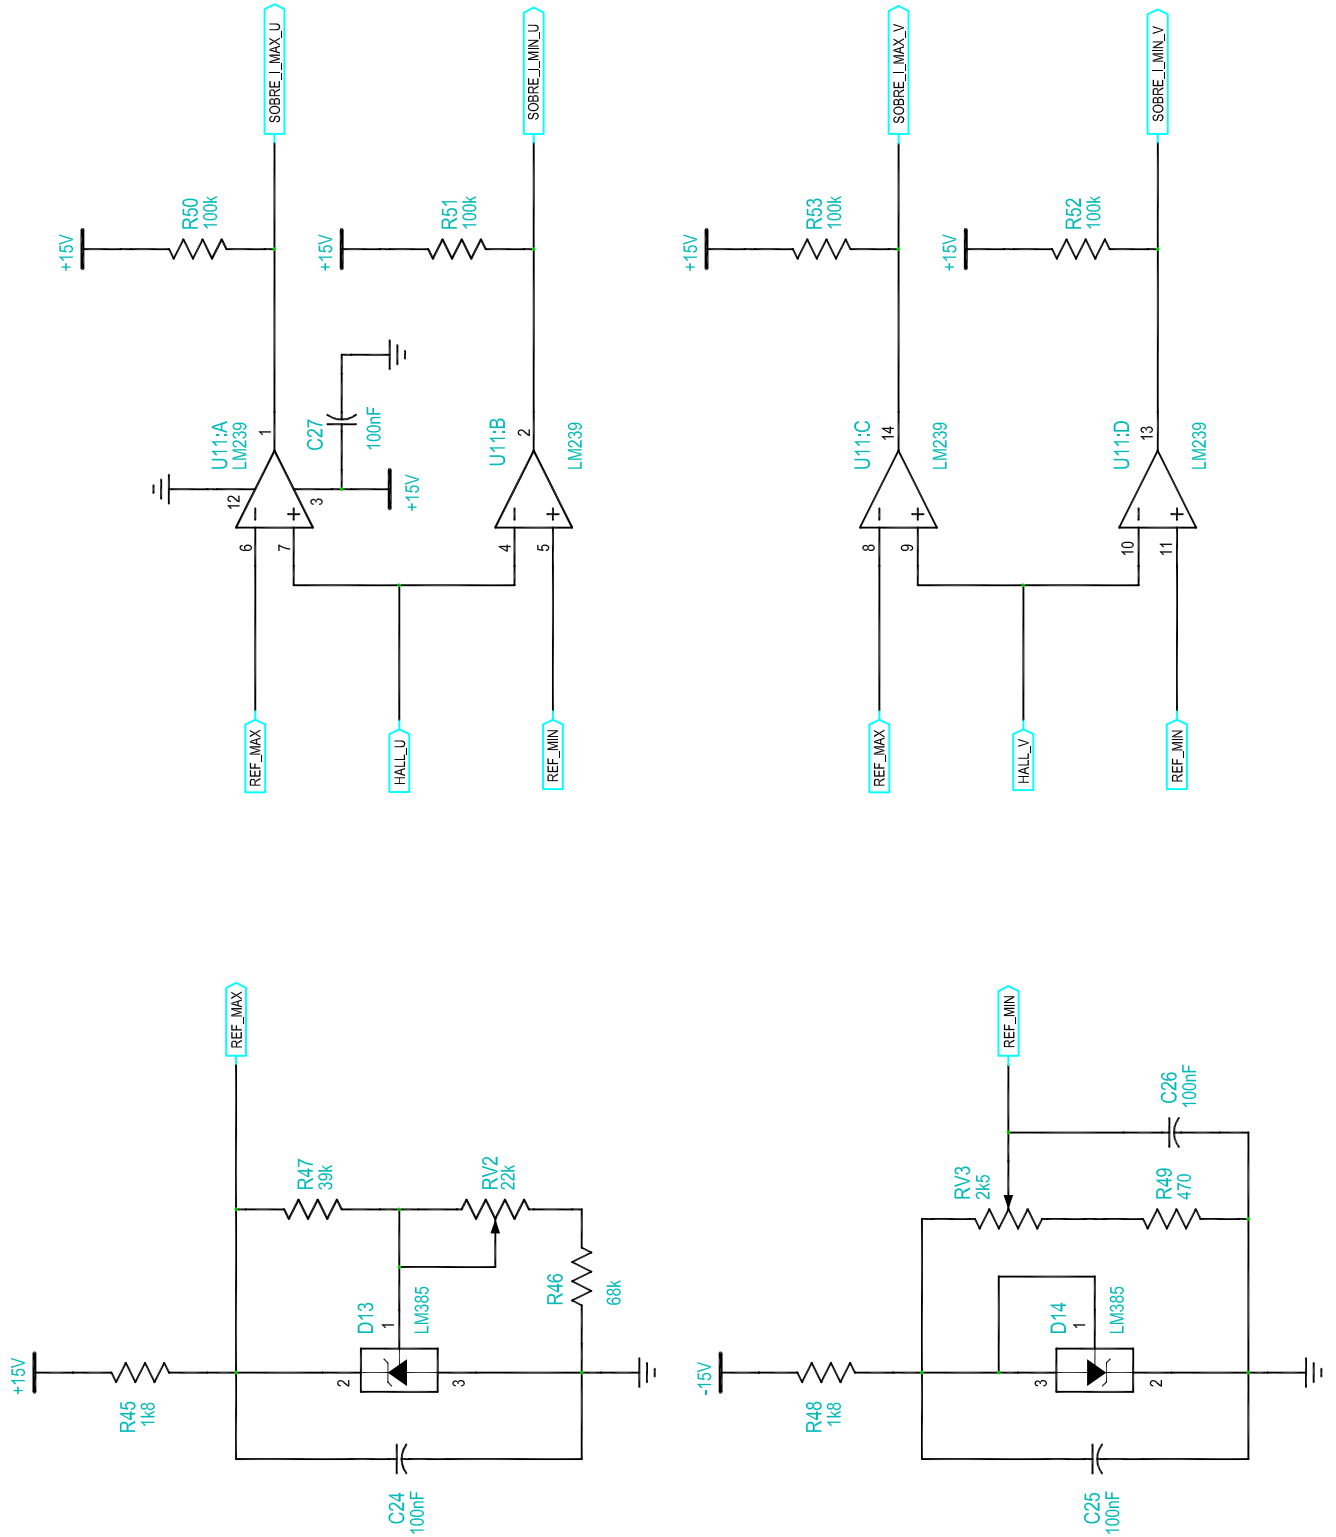 SOBRE_I_MAX_U
SOBRE_I_MIN_U
SOBRE_I_MAX_V
SOBRE_I_MIN_V
+15V
R50
100k
+15V
R51
100k
+15V
R53
100k
+15V
R52
100k
U11:A
LM239
1
12
3
6
7
C27
100nF
+15V
U11:B
LM239
2
4
5
U11:C
LM239
14
8
9
U11:D
LM239
13
10
11
REF_MAX
HALL_U
REF_MIN
REF_MAX
HALL_V
REF_MIN
REF_MAX
+15V
R45
1k8
R47
39k
RV2
22k
R46
68k
D13
LM385
1
2
3
C24
100nF
REF_MIN
-15V
R48
1k8
RV3
2k5
R49
470
C26
100nF
D14
LM385
1
3
2
C25
100nF